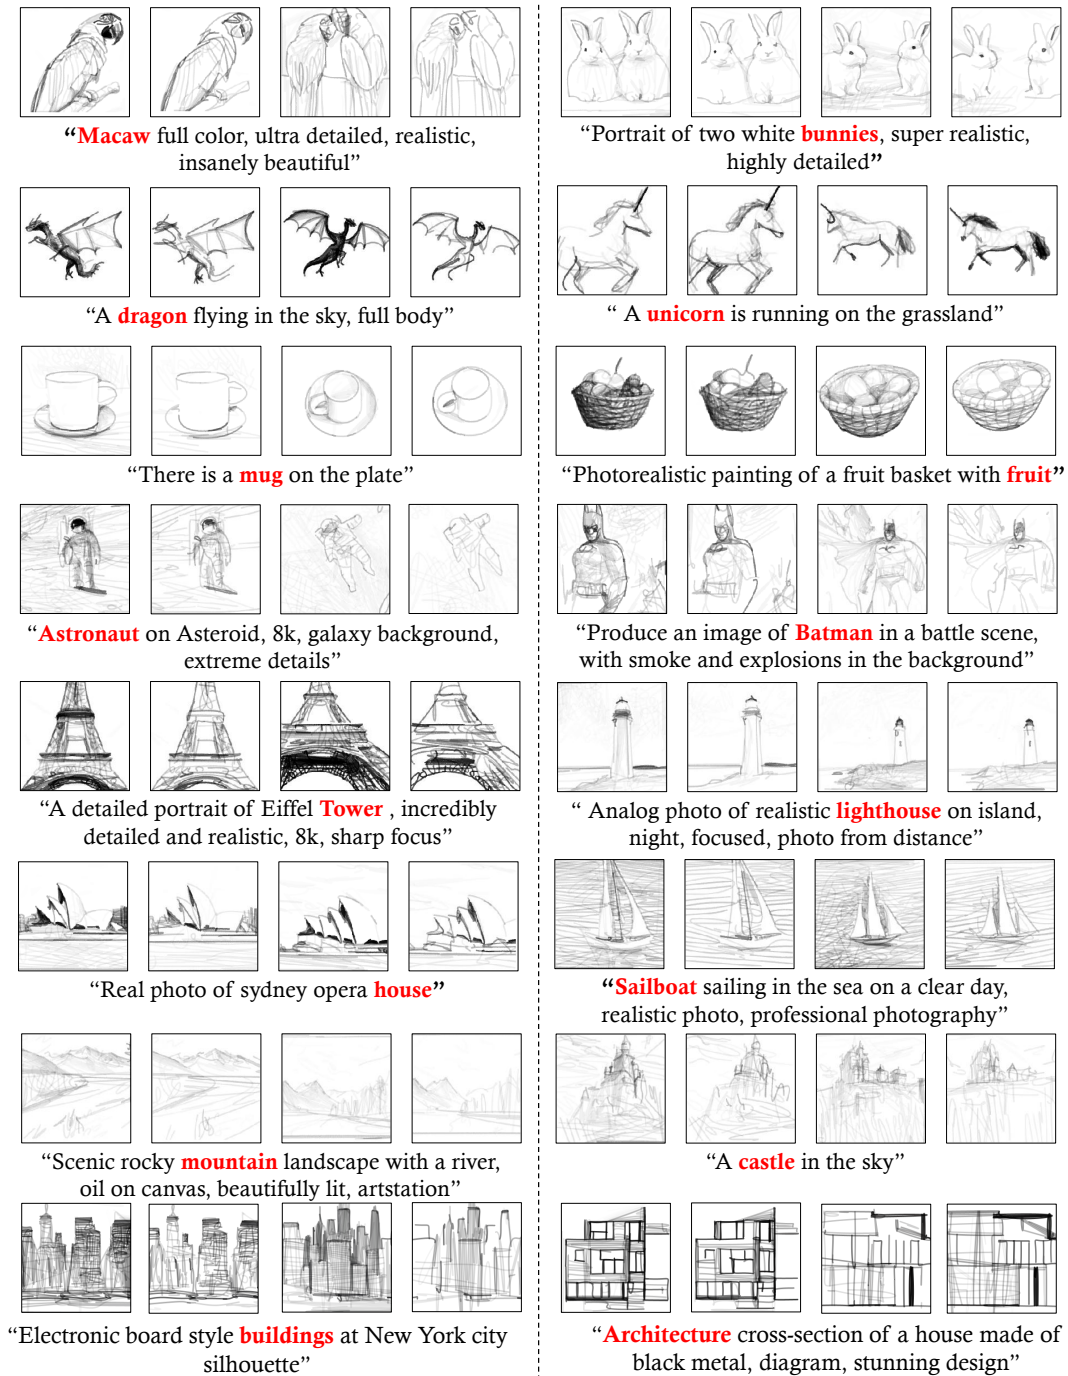 “Macaw full color, ultra detailed, realistic,
insanely beautiful”
“Portrait of two white bunnies, super realistic,
highly detailed”
“A dragon flying in the sky, full body”
“ A unicorn is running on the grassland”
“There is a mug on the plate”
“Photorealistic painting of a fruit basket with fruit”
“Astronaut on Asteroid, 8k, galaxy background,
extreme details”
“Produce an image of Batman in a battle scene,
with smoke and explosions in the background”
“A detailed portrait of Eiffel Tower , incredibly
detailed and realistic, 8k, sharp focus”
“ Analog photo of realistic lighthouse on island,
night, focused, photo from distance”
“Real photo of sydney opera house”
“Sailboat sailing in the sea on a clear day,
realistic photo, professional photography”
“Scenic rocky mountain landscape with a river,
oil on canvas, beautifully lit, artstation”
“A castle in the sky”
“Electronic board style buildings at New York city
silhouette”
“Architecture cross-section of a house made of
black metal, diagram, stunning design”